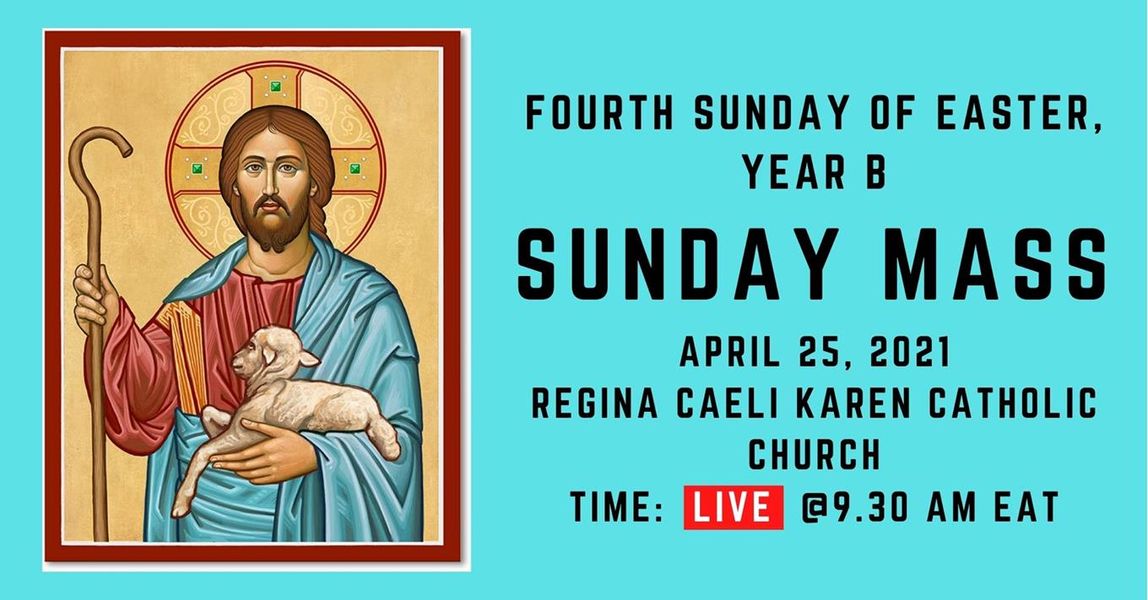 FOURTH SUNDAY OF EASTER,
YEAR B
SUNDAY MASS
APRIL 25, 2021
REGINA CAELI KAREN CATHOLIC
CHURCH
TIME: LIVE @9.30 AM EAT